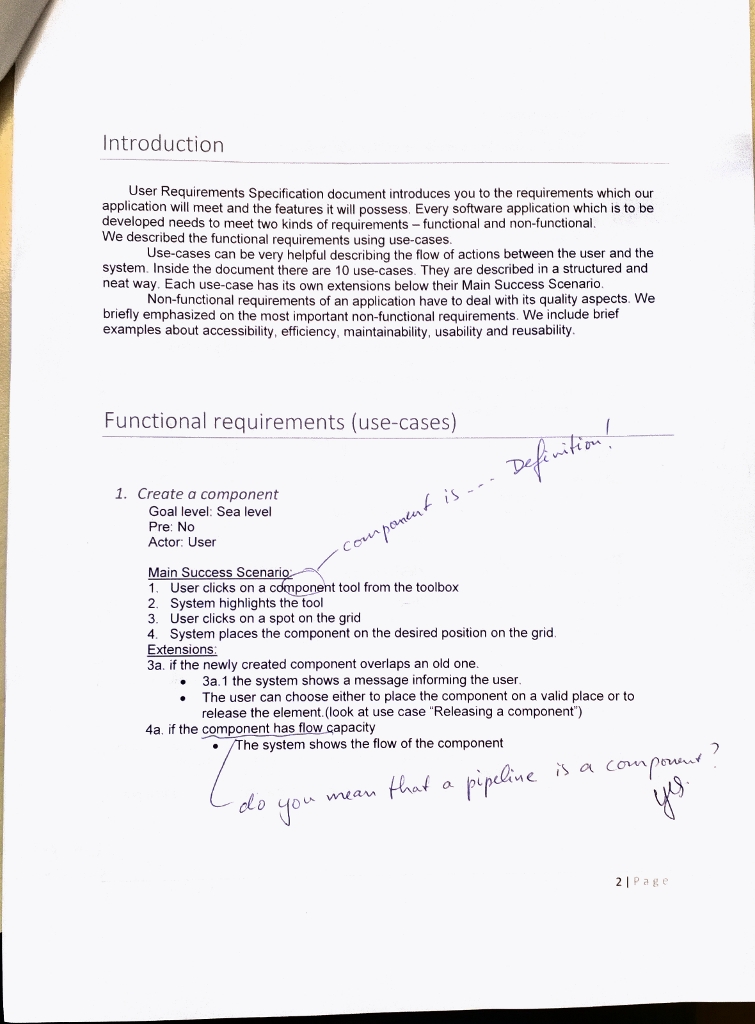 Introduction
User Requirements Specification document introduces you to the requirements which our
application will meet and the features it will possess. Every software application which is to be
developed needs to meet two kinds of requirements – functional and non-functional.
We described the functional requirements using use-cases.
Use-cases can be very helpful describing the flow of actions between the user and the
system. Inside the document there are 10 use-cases. They are described in a structured and
neat way. Each use-case has its own extensions below their Main Success Scenario.
Non-functional requirements of an application have to deal with its quality aspects. We
briefly emphasized on the most important non-functional requirements. We include brief
examples about accessibility, efficiency, maintainability, usability and reusability.
Functional requirements (use-cases)
component is --- Definition!
1. Create a component
Goal level: Sea level
Pre: No
Actor: User
Main Success Scenario:
1. User clicks on a component tool from the toolbox
2. System highlights the tool
3. User clicks on a spot on the grid
4. System places the component on the desired position on the grid.
Extensions:
3a. if the newly created component overlaps an old one.
• 3a.1 the system shows a message informing the user.
• The user can choose either to place the component on a valid place or to
release the element.(look at use case “Releasing a component”)
4a. if the component has flow capacity
• The system shows the flow of the component
do you mean that a pipeline is a component?
yes.
2 | Page